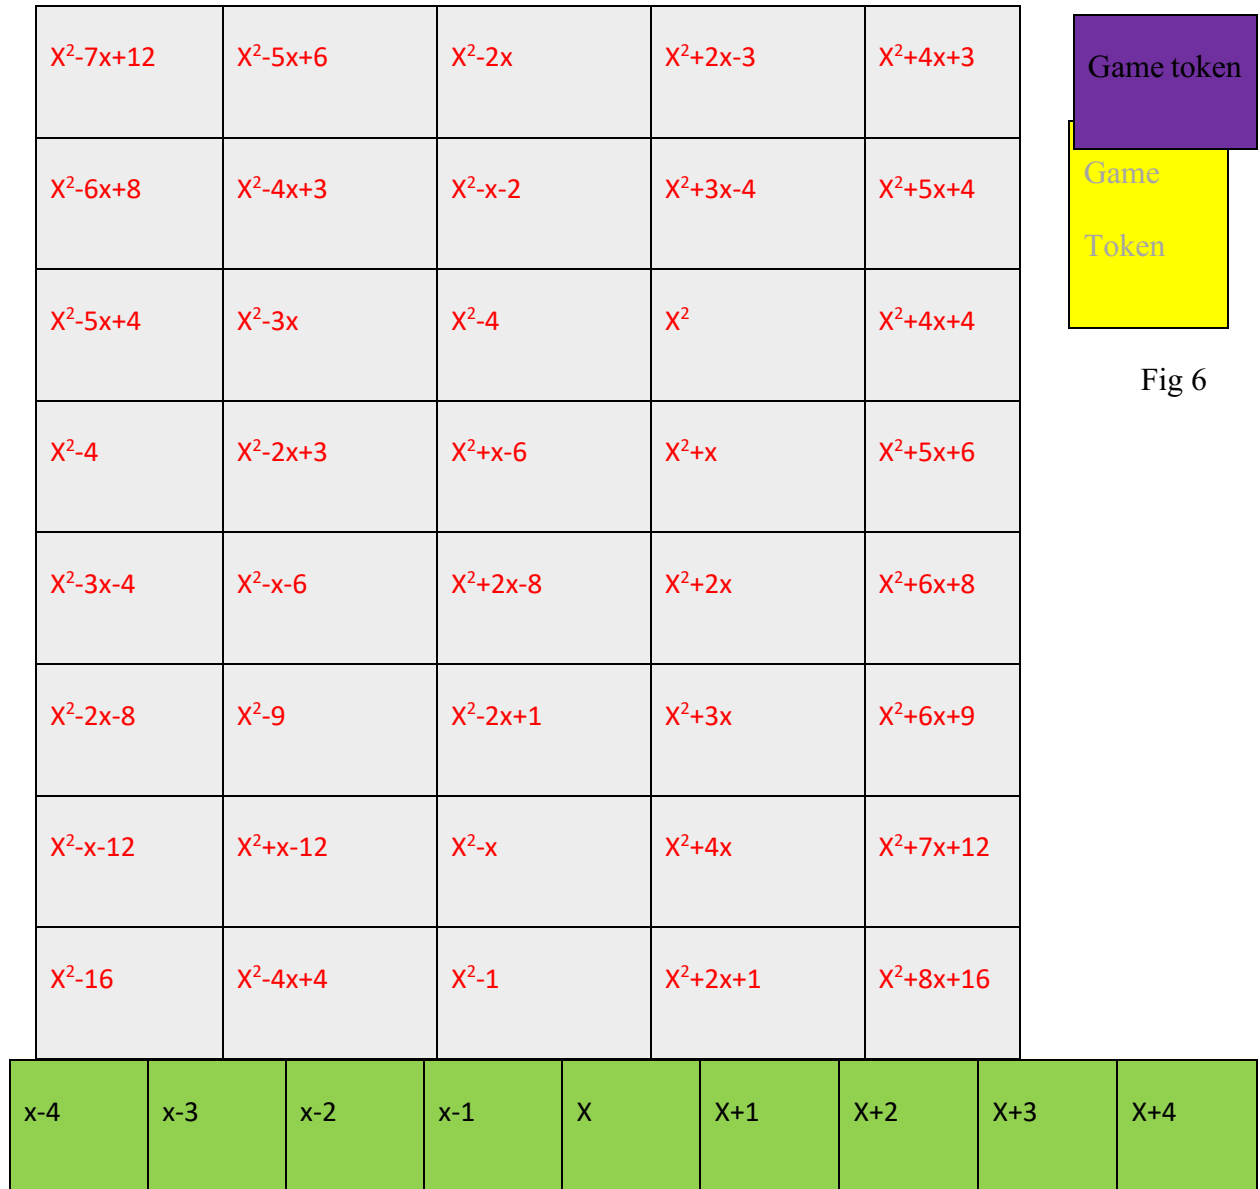 X²-7x+12 X²-5x+6 X²-2x X²+2x-3 X²+4x+3
Game token
X²-6x+8 X²-4x+3 X²-x-2 X²+3x-4 X²+5x+4
Game
Token
X²-5x+4 X²-3x X²-4 X² X²+4x+4
Fig 6
X²-4 X²-2x+3 X²+x-6 X²+x X²+5x+6
X²-3x-4 X²-x-6 X²+2x-8 X²+2x X²+6x+8
X²-2x-8 X²-9 X²-2x+1 X²+3x X²+6x+9
X²-x-12 X²+x-12 X²-x X²+4x X²+7x+12
X²-16 X²-4x+4 X²-1 X²+2x+1 X²+8x+16
x-4 x-3 x-2 x-1 X X+1 X+2 X+3 X+4